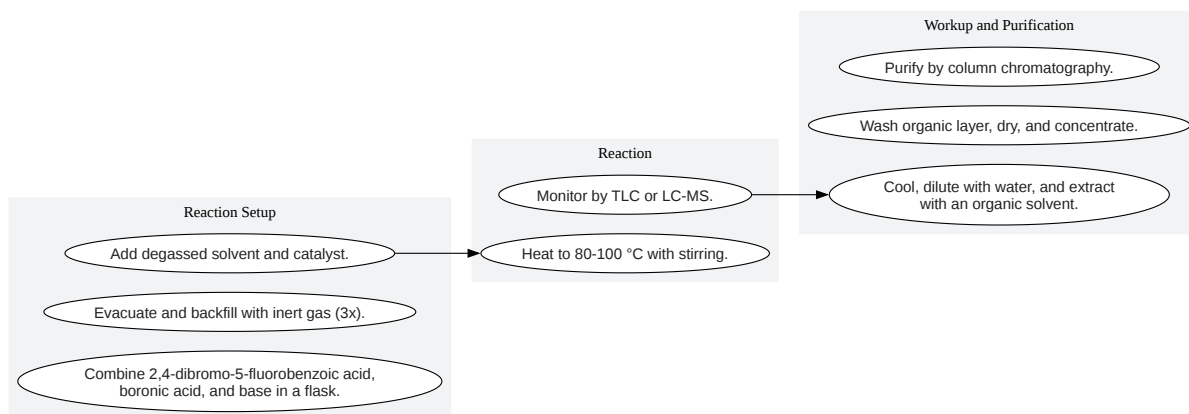 Workup and Purification
Purify by column chromatography.
Wash organic layer, dry, and concentrate.
Cool, dilute with water, and extract
with an organic solvent.
Reaction
Monitor by TLC or LC-MS.
Heat to 80-100 °C with stirring.
Reaction Setup
Add degassed solvent and catalyst.
Evacuate and backfill with inert gas (3x).
Combine 2,4-dibromo-5-fluorobenzoic acid,
boronic acid, and base in a flask.